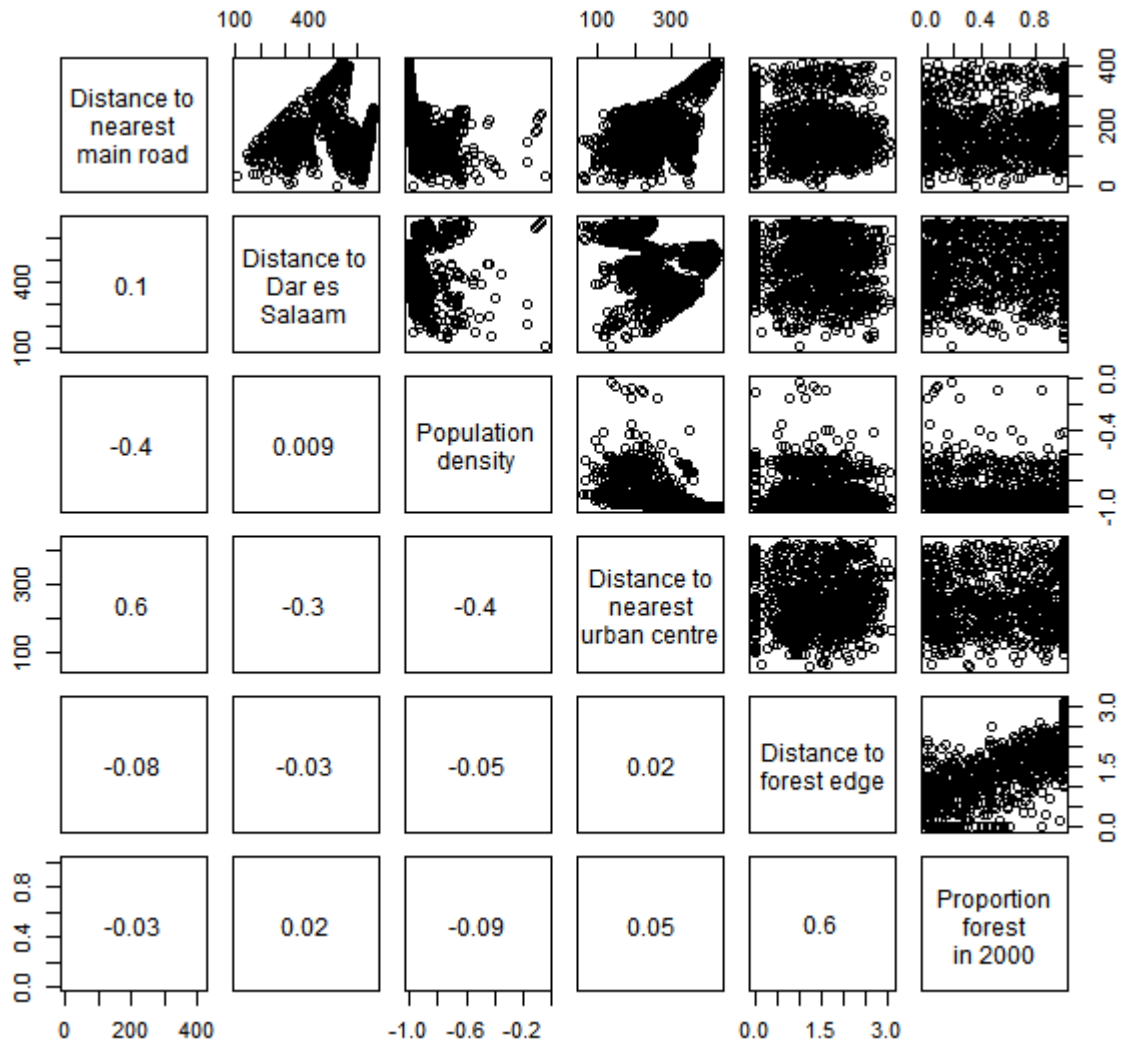 100 400 100 300 0.0 0.4 0.8
Distance to
nearest
main road
0 200 400
100 400
0.1
Distance to
Dar es
Salaam
-0.4
0.009
Population
density
-1.0 -0.4 0.0
100 300
0.6
-0.3
-0.4
Distance to
nearest
urban centre
-0.08
-0.03
-0.05
0.02
Distance to
forest edge
0.0 1.5 3.0
0.0 0.4 0.8
-0.03
0.02
-0.09
0.05
0.6
Proportion
forest
in 2000
0 200 400 -1.0 -0.6 -0.2 0.0 1.5 3.0